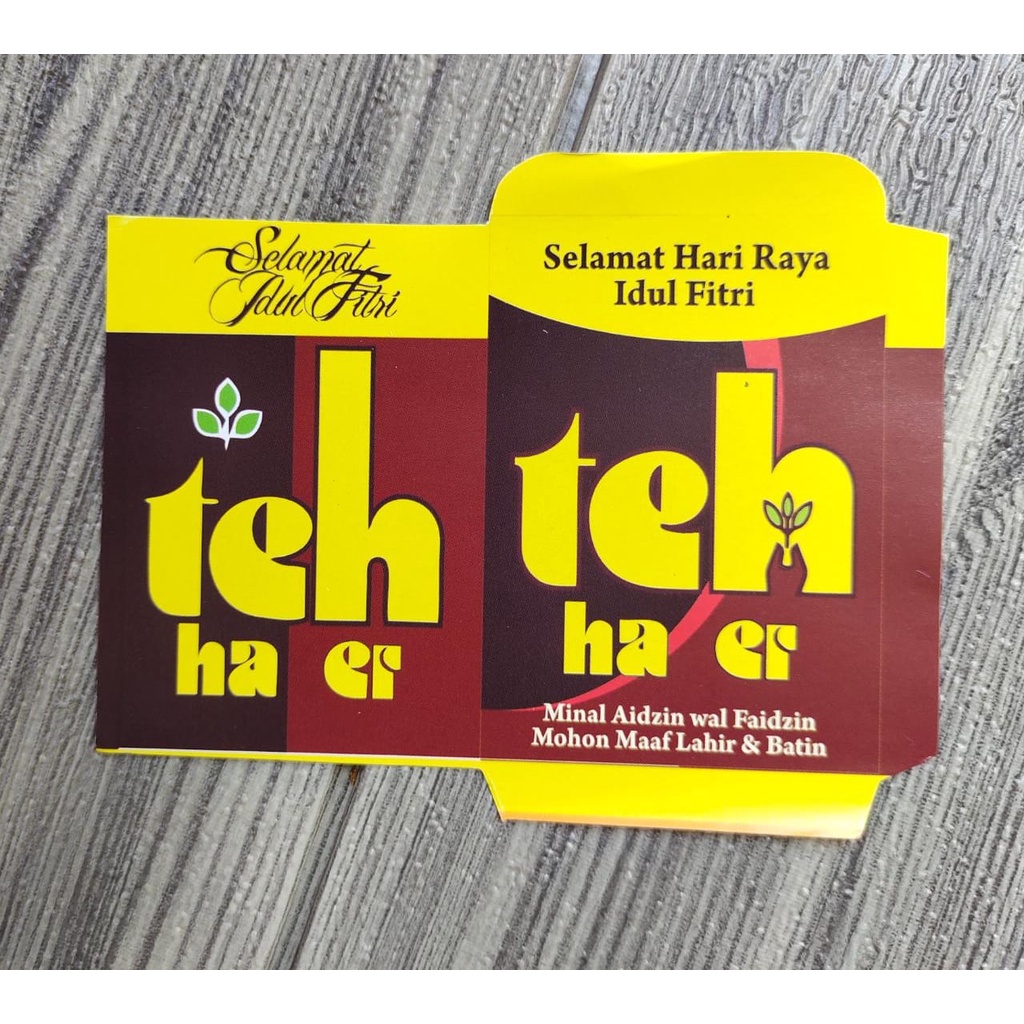 Selamat
Idul Fitri
teh
ha er
Selamat Hari Raya
Idul Fitri
teh
ha er
Minal Aidzin wal Faidzin
Mohon Maaf Lahir & Batin